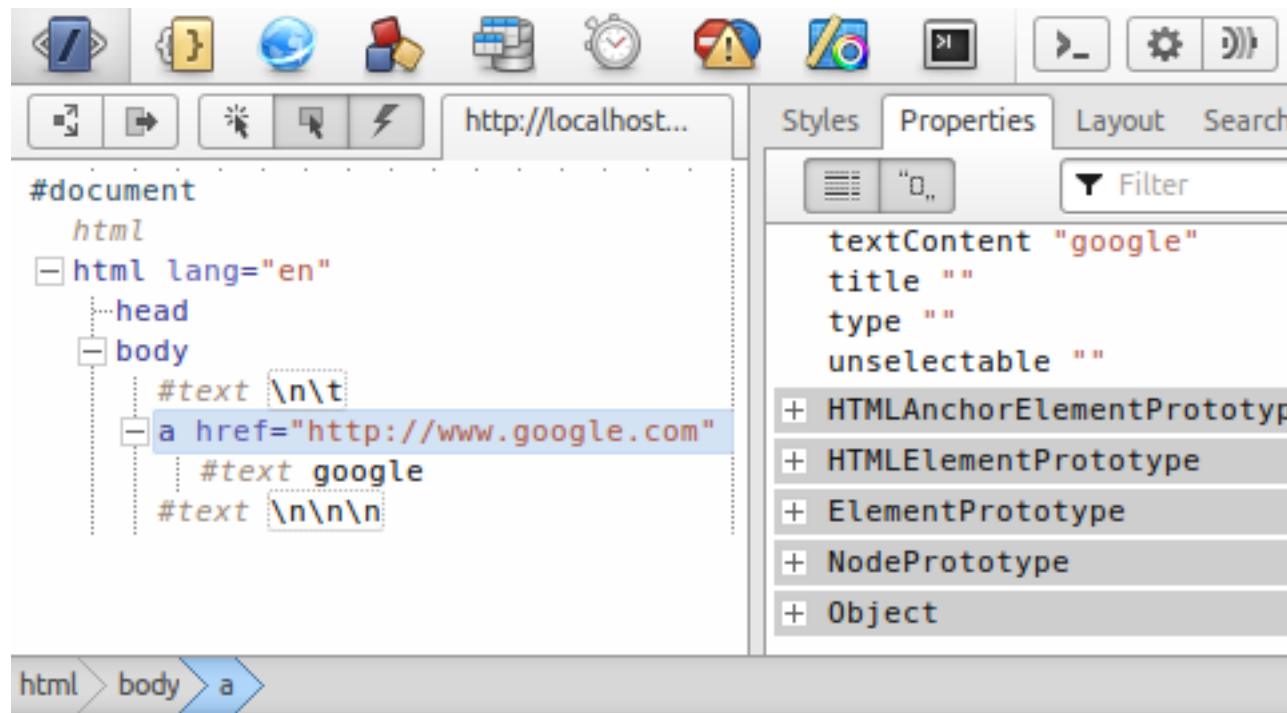 http://localhost...
#document
html
html lang="en"
head
body
#text \n\t
a href="http://www.google.com"
#text google
#text \n\n\n
Styles Properties Layout Search
Filter
textContent "google"
title ""
type ""
unselectable ""
HTMLAnchorElementPrototyp
HTMLElementPrototype
ElementPrototype
NodePrototype
Object
html body a